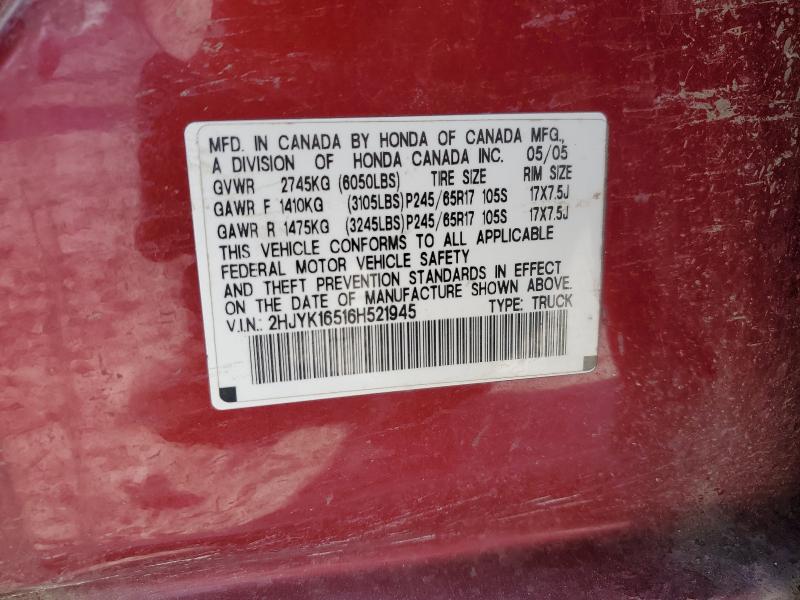 MFD. IN CANADA BY HONDA OF CANADA MFG.,
A DIVISION OF HONDA CANADA INC. 05/05
GVWR 2745KG (6050LBS) TIRE SIZE RIM SIZE
GAWR F 1410KG (3105LBS)P245/65R17 105S 17X7.5J
GAWR R 1475KG (3245LBS)P245/65R17 105S 17X7.5J
THIS VEHICLE CONFORMS TO ALL APPLICABLE
FEDERAL MOTOR VEHICLE SAFETY
AND THEFT PREVENTION STANDARDS IN EFFECT
ON THE DATE OF MANUFACTURE SHOWN ABOVE.
V.I.N.: 2HJYK16516H521945 TYPE: TRUCK